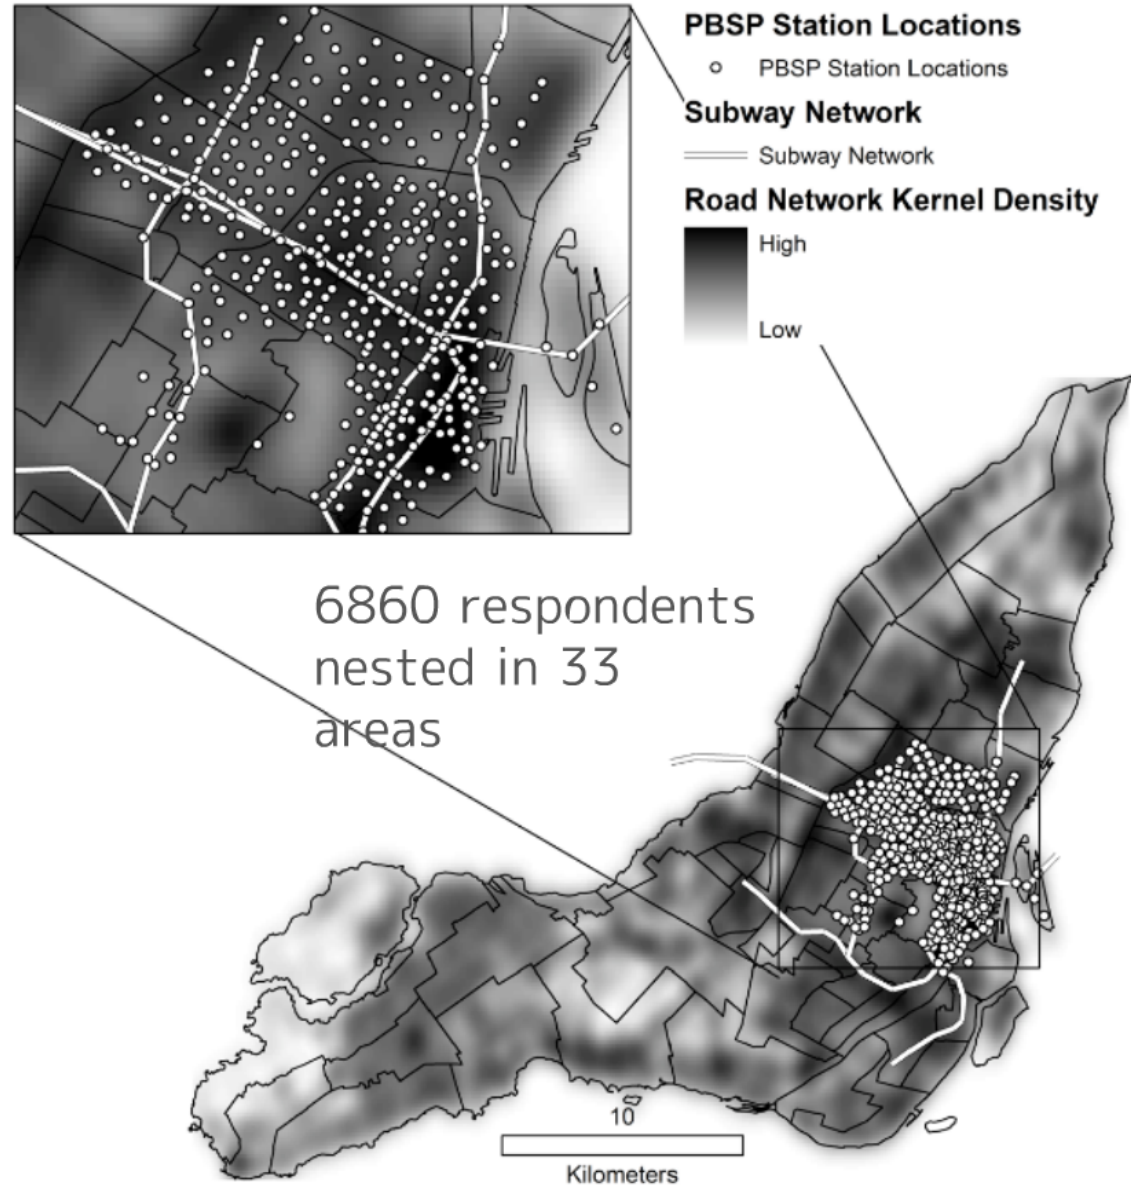 PBSP Station Locations
PBSP Station Locations
Subway Network
Subway Network
Road Network Kernel Density
High
Low
6860 respondents
nested in 33
areas
10
Kilometers